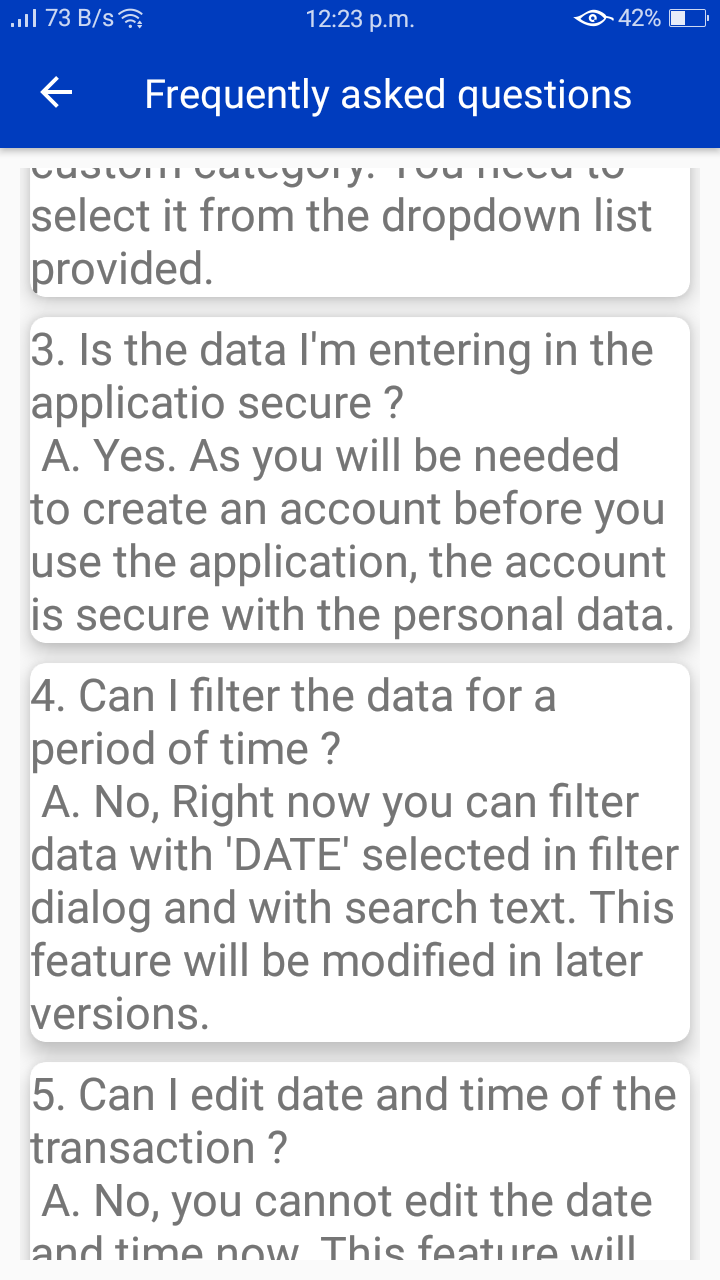 73 B/s
12:23 p.m.
42%
Frequently asked questions
custom category. You need to
select it from the dropdown list
provided.
3. Is the data I'm entering in the
applicatio secure ?
A. Yes. As you will be needed
to create an account before you
use the application, the account
is secure with the personal data.
4. Can I filter the data for a
period of time ?
A. No, Right now you can filter
data with 'DATE' selected in filter
dialog and with search text. This
feature will be modified in later
versions.
5. Can I edit date and time of the
transaction ?
A. No, you cannot edit the date
and time now. This feature will